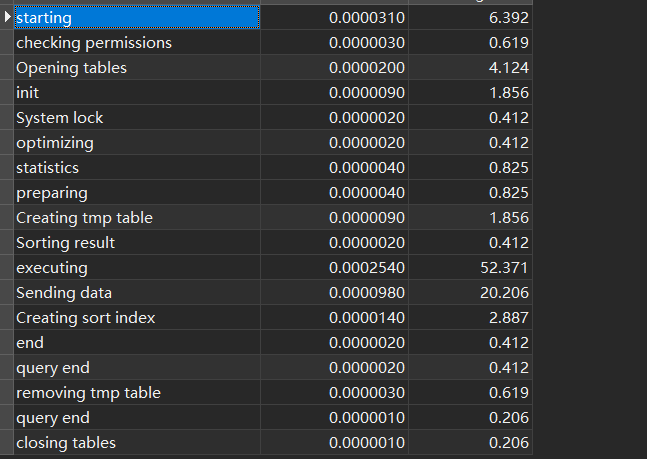 starting 0.0000310 6.392
checking permissions 0.0000030 0.619
Opening tables 0.0000200 4.124
init 0.0000090 1.856
System lock 0.0000020 0.412
optimizing 0.0000020 0.412
statistics 0.0000040 0.825
preparing 0.0000040 0.825
Creating tmp table 0.0000090 1.856
Sorting result 0.0000020 0.412
executing 0.0002540 52.371
Sending data 0.0000980 20.206
Creating sort index 0.0000140 2.887
end 0.0000020 0.412
query end 0.0000020 0.412
removing tmp table 0.0000030 0.619
query end 0.0000010 0.206
closing tables 0.0000010 0.206